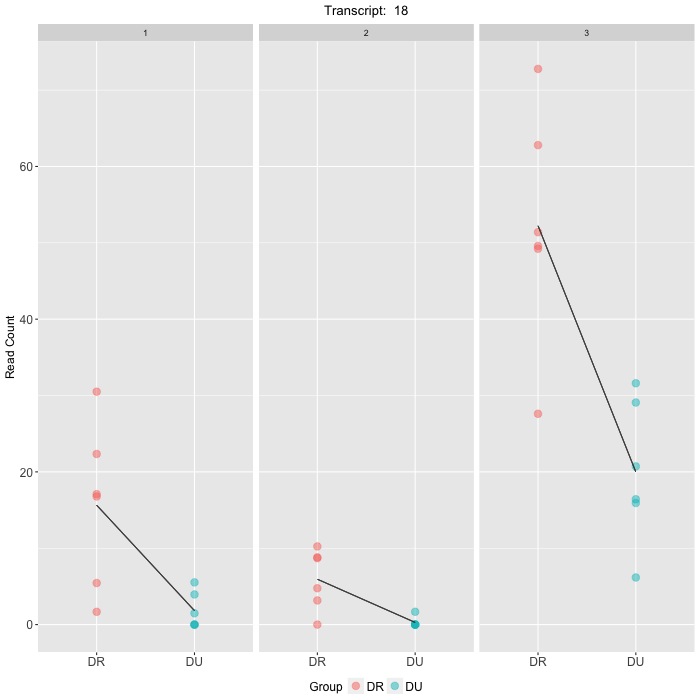 Transcript:  18
1 2 3
Read Count
60
40
20
0
DR DU DR DU DR DU
Group DR DU